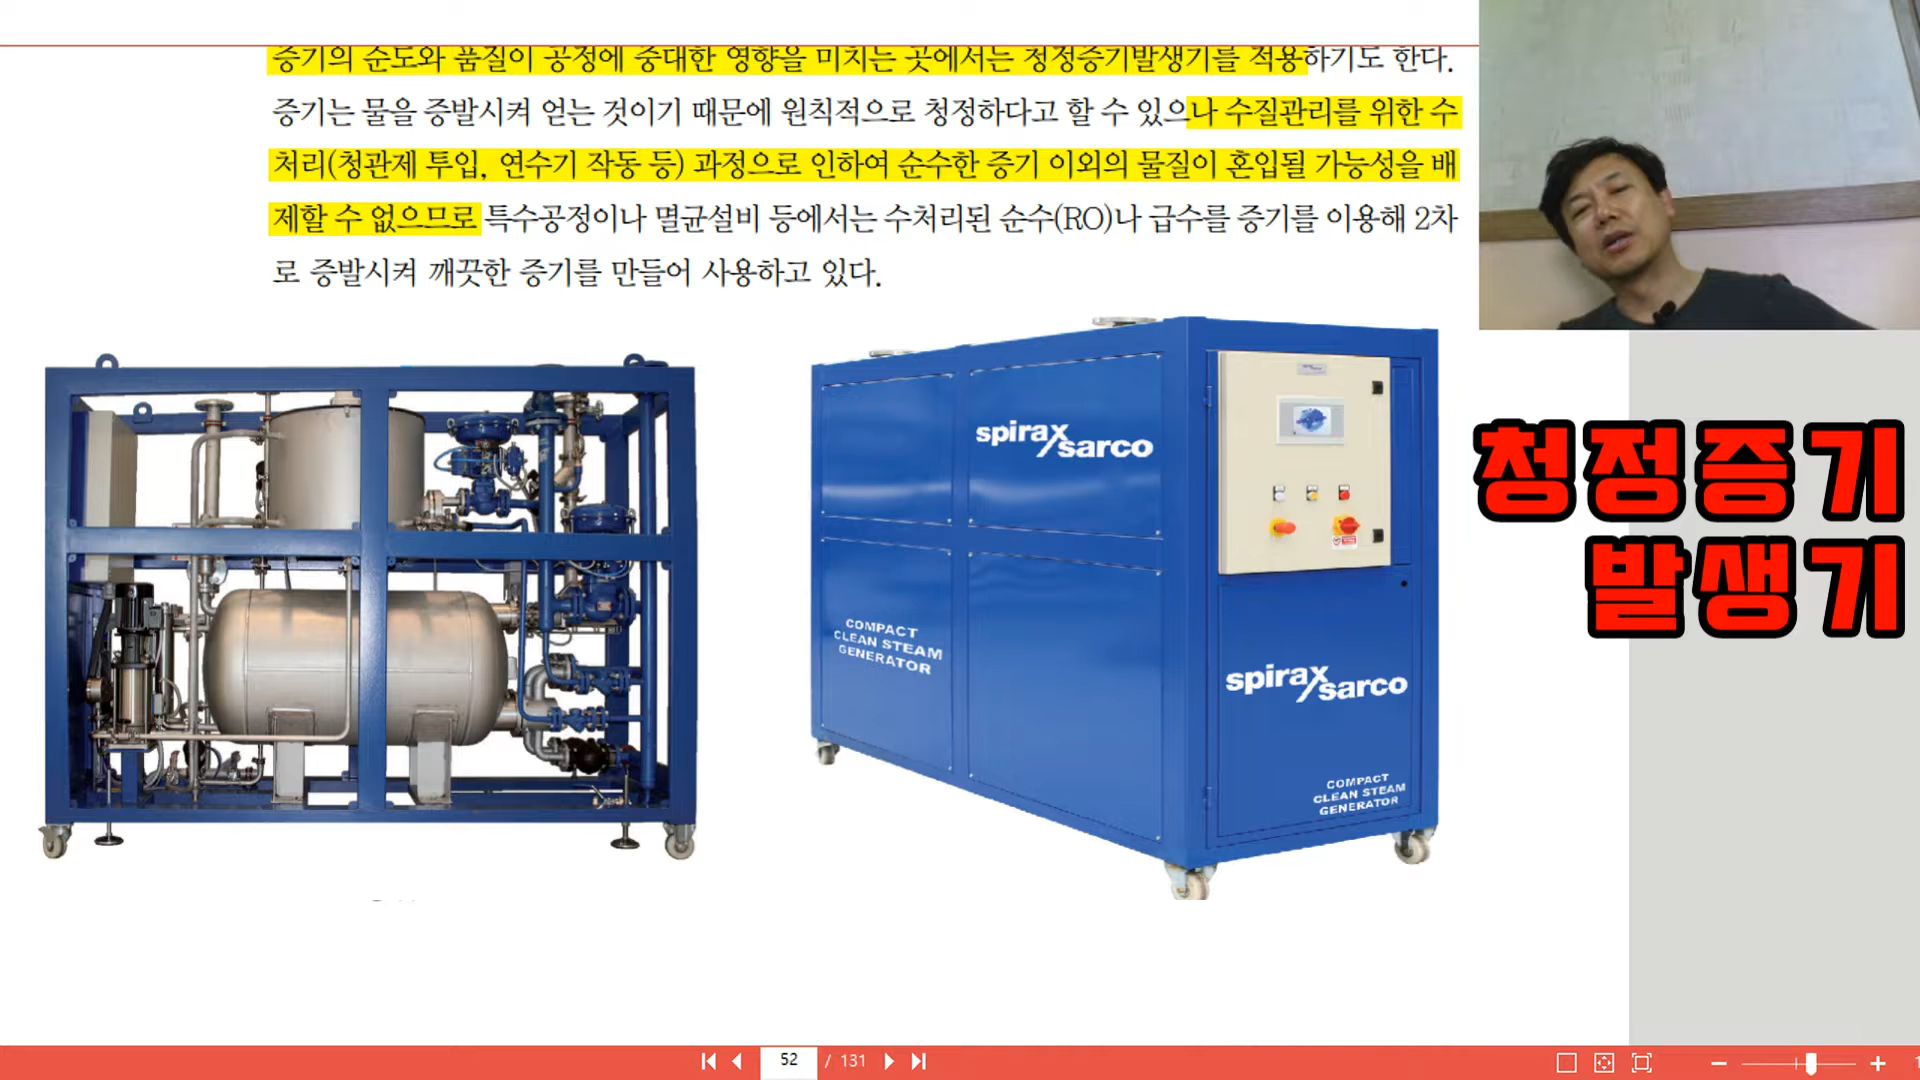 증기의 순도와 품질이 공정에 중대한 영향을 미치는 곳에서는 청정증기발생기를 적용하기도 한다.
증기는 물을 증발시켜 얻는 것이기 때문에 원칙적으로 청정하다고 할 수 있으나 수질관리를 위한 수
처리(청관제 투입, 연수기 작동 등) 과정으로 인하여 순수한 증기 이외의 물질이 혼입될 가능성을 배
제할 수 없으므로 특수공정이나 멸균설비 등에서는 수처리된 순수(RO)나 급수를 증기를 이용해 2차
로 증발시켜 깨끗한 증기를 만들어 사용하고 있다.
spirax
sarco
COMPACT
CLEAN STEAM
GENERATOR
spirax
sarco
COMPACT
CLEAN STEAM
GENERATOR
청정증기
발생기
52 / 131